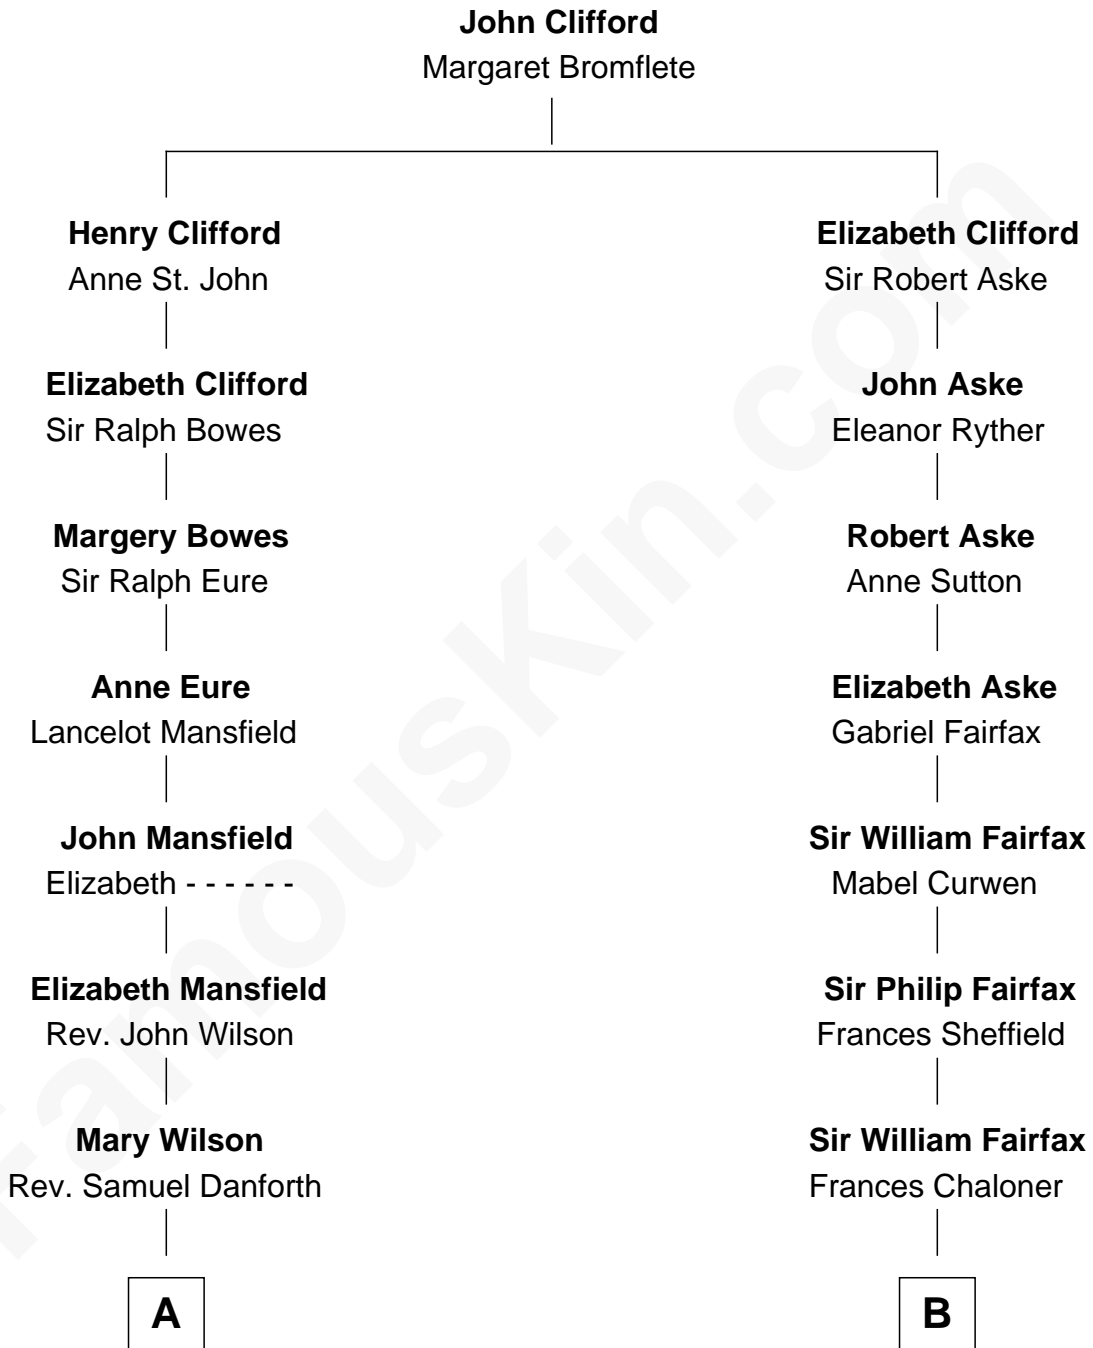 John Clifford
Margaret Bromflete
Henry Clifford
Anne St. John
Elizabeth Clifford
Sir Robert Aske
Elizabeth Clifford
Sir Ralph Bowes
John Aske
Eleanor Ryther
Margery Bowes
Sir Ralph Eure
Robert Aske
Anne Sutton
Anne Eure
Lancelot Mansfield
Elizabeth Aske
Gabriel Fairfax
John Mansfield
Elizabeth - - - - - -
Sir William Fairfax
Mabel Curwen
Elizabeth Mansfield
Rev. John Wilson
Sir Philip Fairfax
Frances Sheffield
Mary Wilson
Rev. Samuel Danforth
Sir William Fairfax
Frances Chaloner
A
B
FamousKin.com